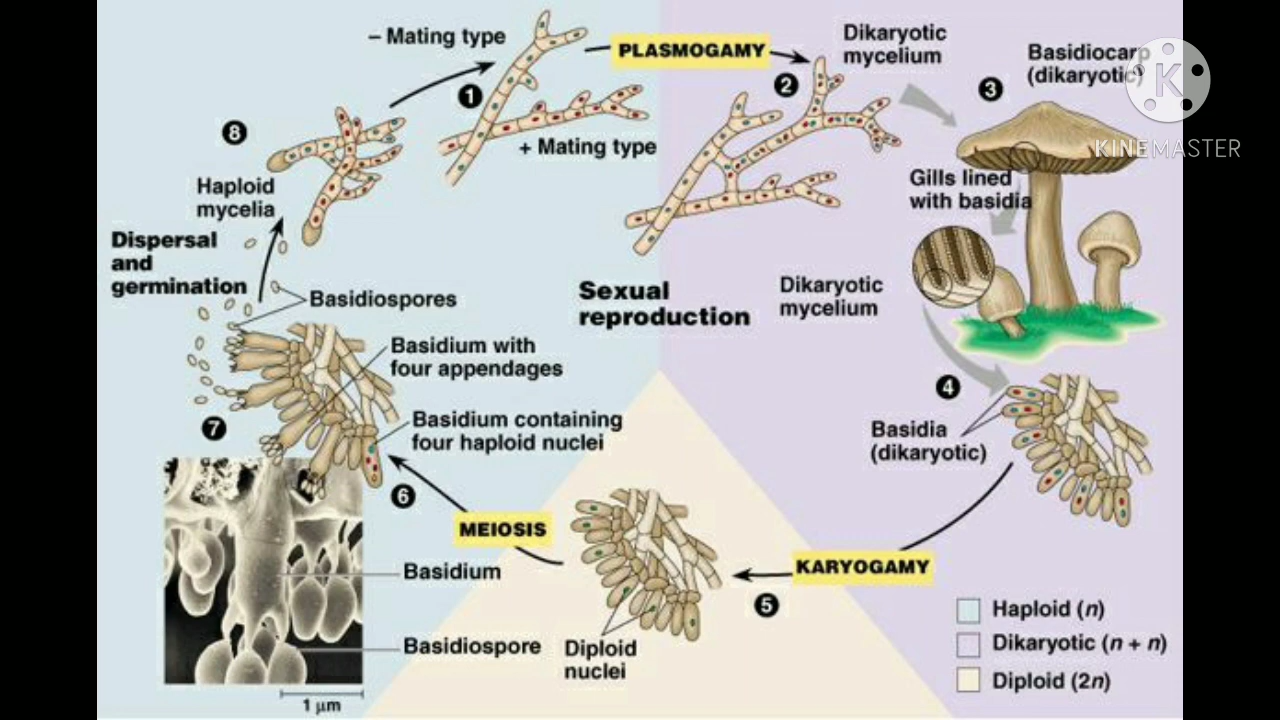 – Mating type
PLASMOGAMY
Dikaryotic
mycelium
Basidiocarp
(dikaryotic)
K
KINEMASTER
1
2
3
+ Mating type
8
Haploid
mycelia
Gills lined
with basidia
Dispersal
and
germination
Sexual
reproduction
Dikaryotic
mycelium
Basidiospores
Basidium with
four appendages
4
Basidium containing
four haploid nuclei
7
Basidia
(dikaryotic)
6
MEIOSIS
KARYOGAMY
5
Basidium
Basidiospore
Diploid
nuclei
1 μm
Haploid (n)
Dikaryotic (n + n)
Diploid (2n)